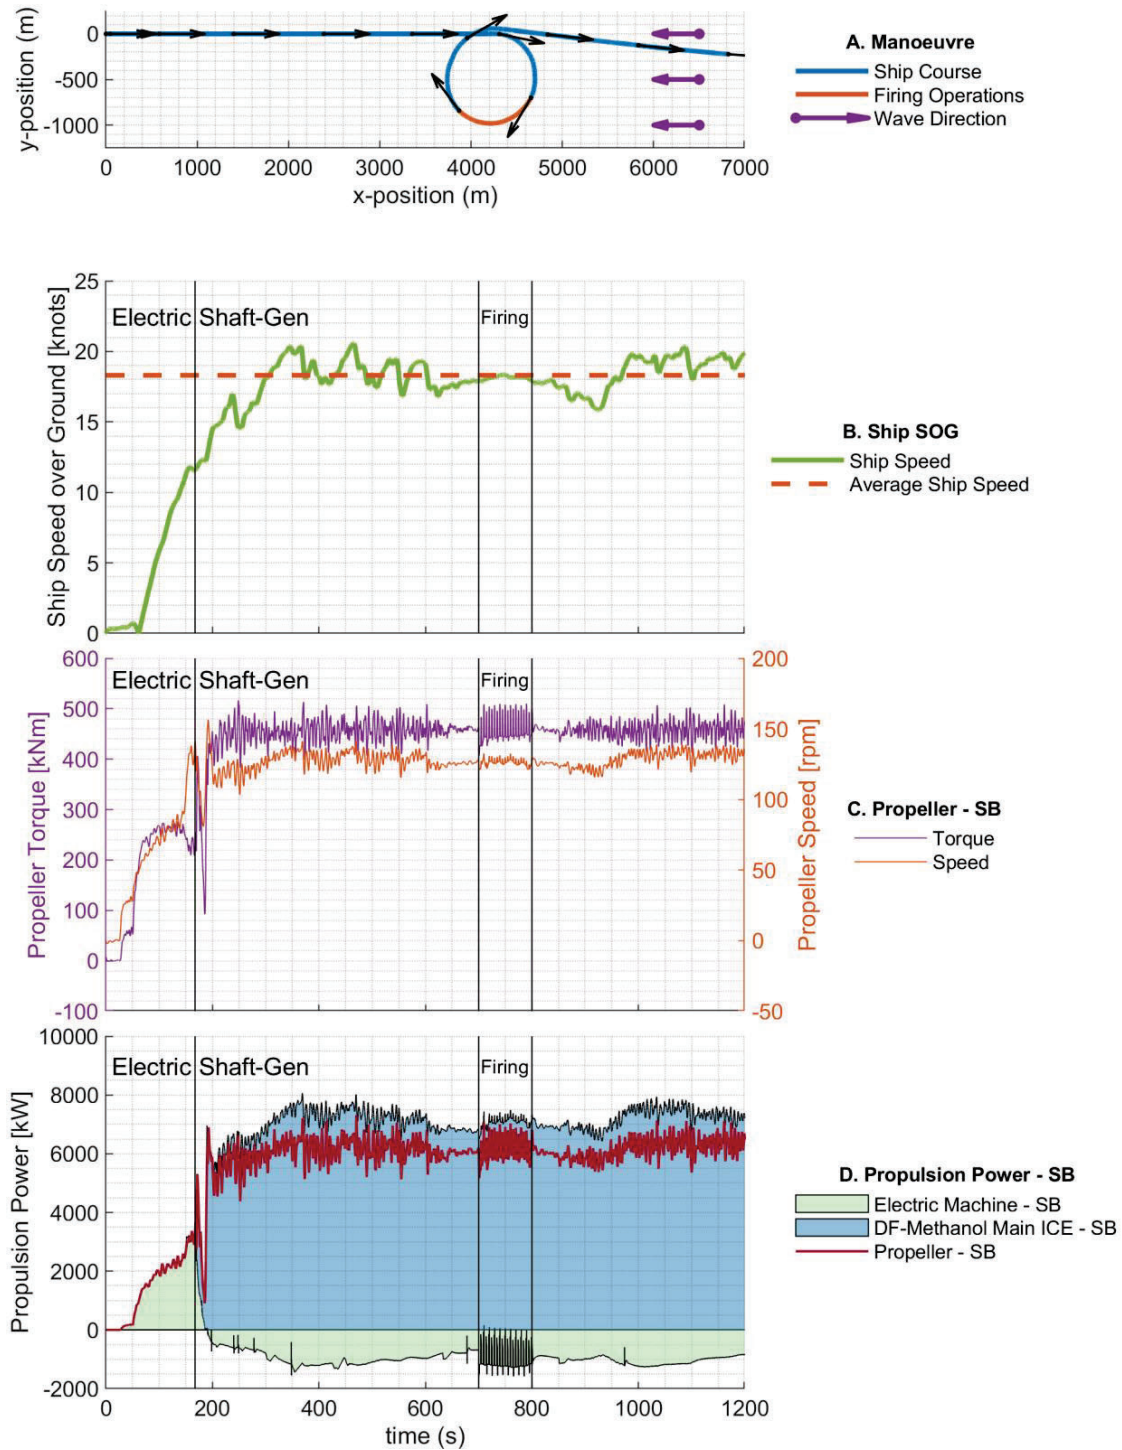 y-position (m)
0
-500
-1000
0 1000 2000 3000 4000 5000 6000 7000
x-position (m)
A. Manoeuvre
Ship Course
Firing Operations
Wave Direction
Ship Speed over Ground [knots]
25
20
15
10
5
0
Electric Shaft-Gen Firing
B. Ship SOG
Ship Speed
Average Ship Speed
Propeller Torque [kNm]
600
500
400
300
200
100
0
-100
Electric Shaft-Gen Firing
200
150
100
50
0
-50
Propeller Speed [rpm]
C. Propeller - SB
Torque
Speed
Propulsion Power [kW]
10000
8000
6000
4000
2000
0
-2000
Electric Shaft-Gen Firing
0 200 400 600 800 1000 1200
time (s)
D. Propulsion Power - SB
Electric Machine - SB
DF-Methanol Main ICE - SB
Propeller - SB